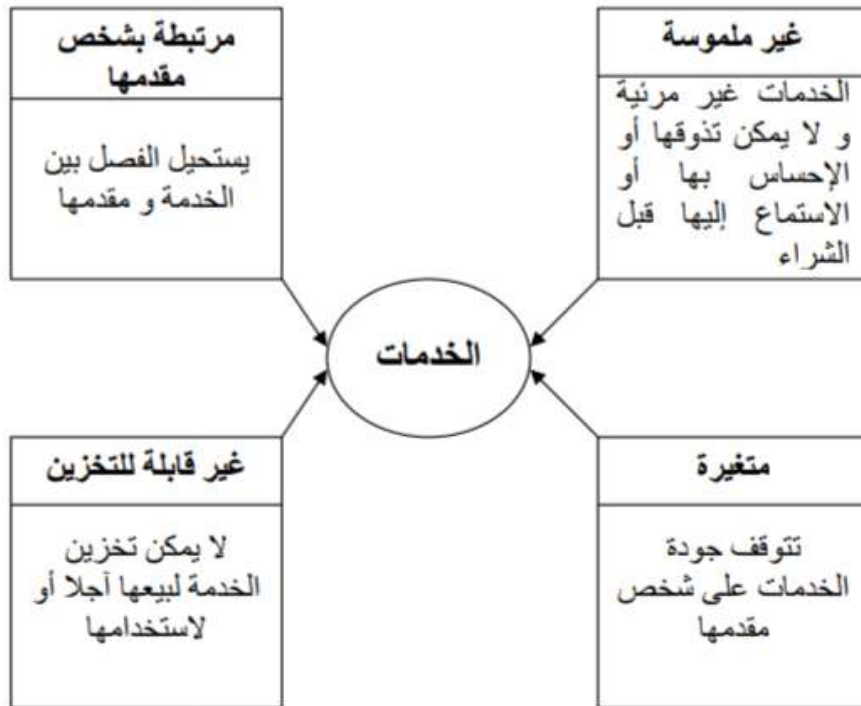 غير ملموسة
الخدمات غير مرئية
و لا يمكن تذوقها أو
الإحساس بها أو
الاستماع إليها قبل
الشراء
مرتبطة بشخص
مقدمها
يستحيل الفصل بين
الخدمة و مقدمها
الخدمات
متغيرة
تتوقف جودة
الخدمات على شخص
مقدمها
غير قابلة للتخزين
لا يمكن تخزين
الخدمة لبيعها آجلا أو
لاستخدامها